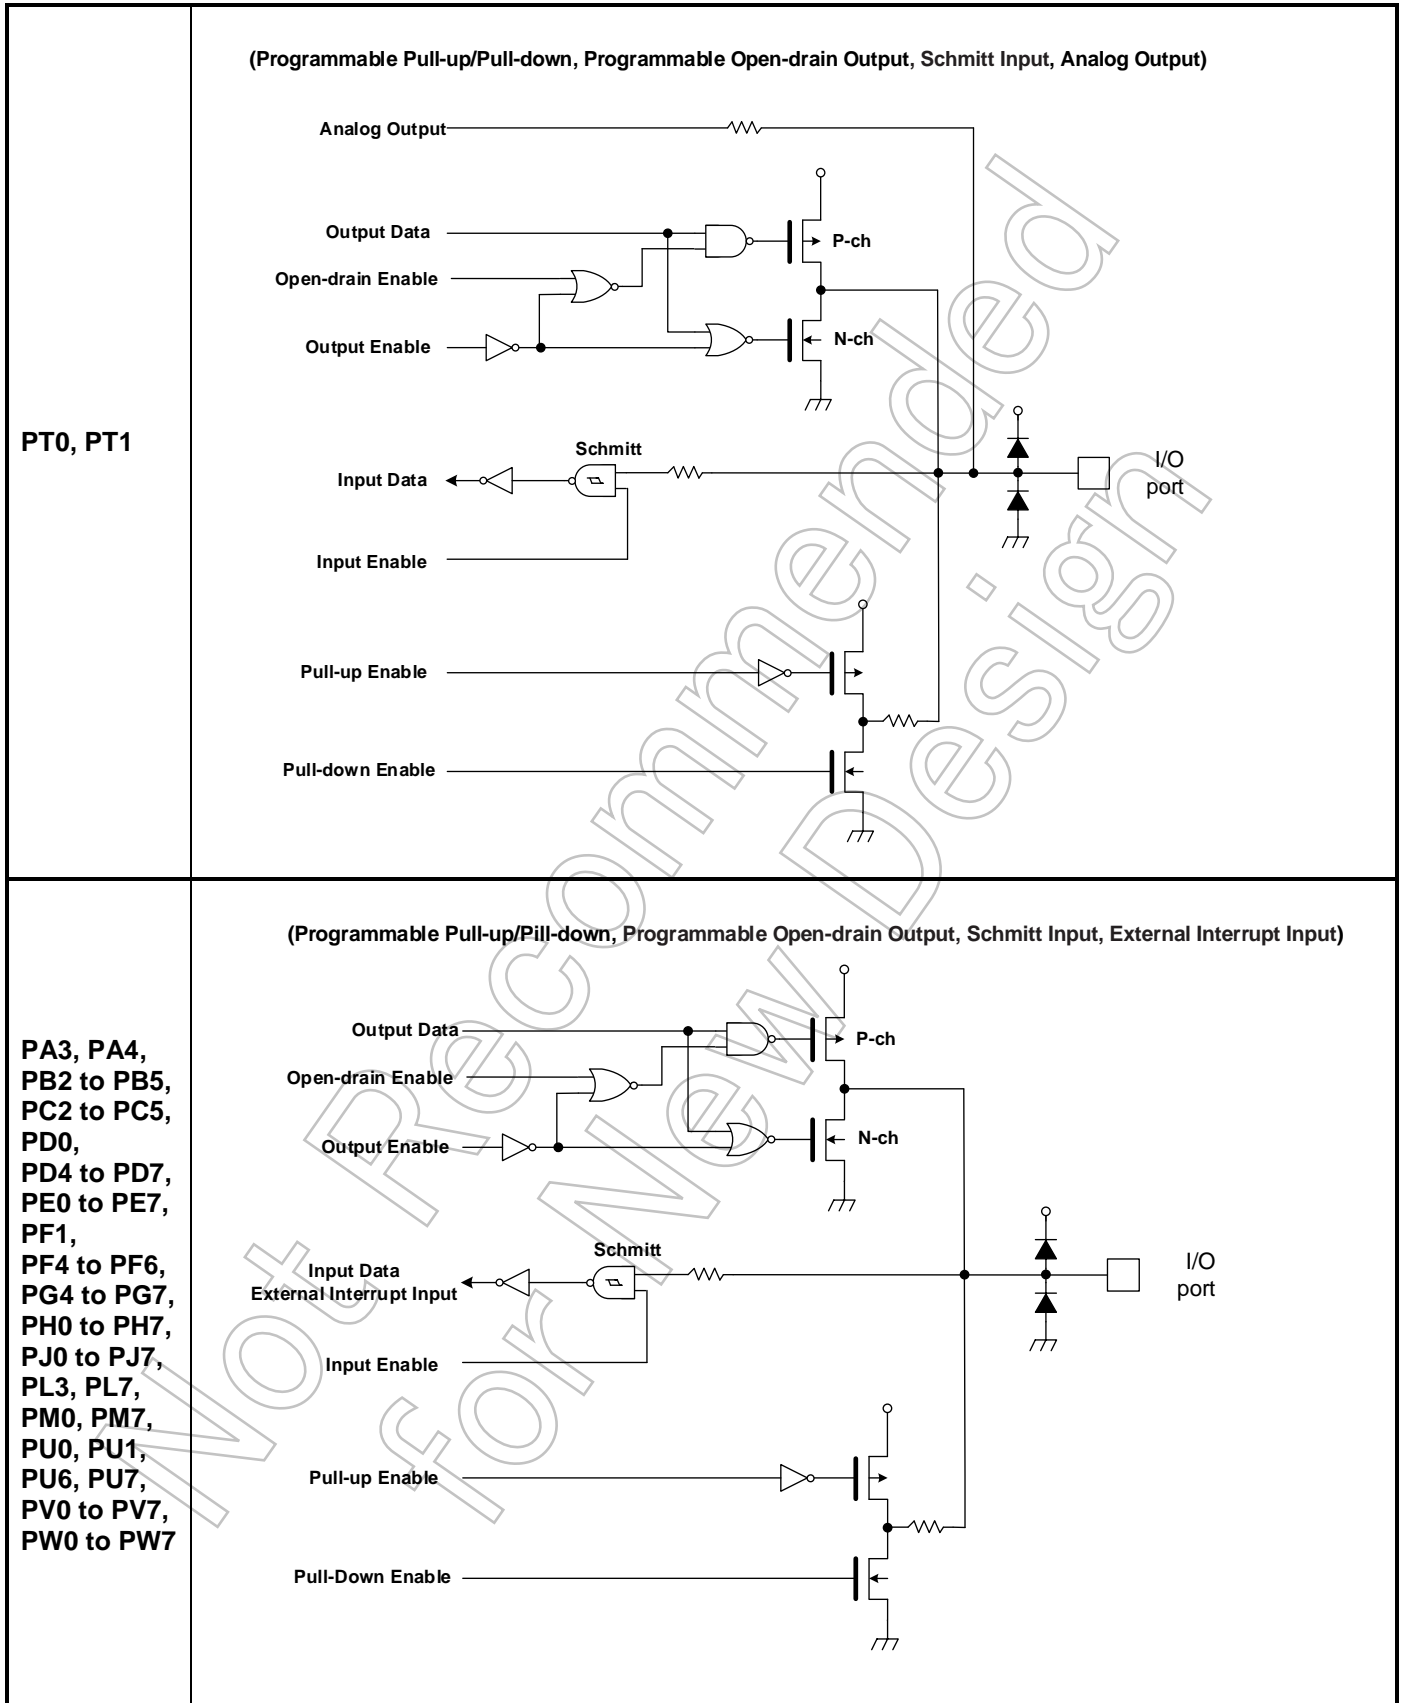 (Programmable Pull-up/Pull-down, Programmable Open-drain Output, Schmitt Input, Analog Output)
Analog Output
Output Data
P-ch
Open-drain Enable
Output Enable
N-ch
PT0, PT1
Schmitt
Input Data
I/O
port
Input Enable
Pull-up Enable
Pull-down Enable
(Programmable Pull-up/Pill-down, Programmable Open-drain Output, Schmitt Input, External Interrupt Input)
PA3, PA4,
PB2 to PB5,
PC2 to PC5,
PD0,
PD4 to PD7,
PE0 to PE7,
PF1,
PF4 to PF6,
PG4 to PG7,
PH0 to PH7,
PJ0 to PJ7,
PL3, PL7,
PM0, PM7,
PU0, PU1,
PU6, PU7,
PV0 to PV7,
PW0 to PW7
Output Data
P-ch
Open-drain Enable
Output Enable
N-ch
Schmitt
Input Data
External Interrupt Input
I/O
port
Input Enable
Pull-up Enable
Pull-Down Enable
Not Recommended
for New Design